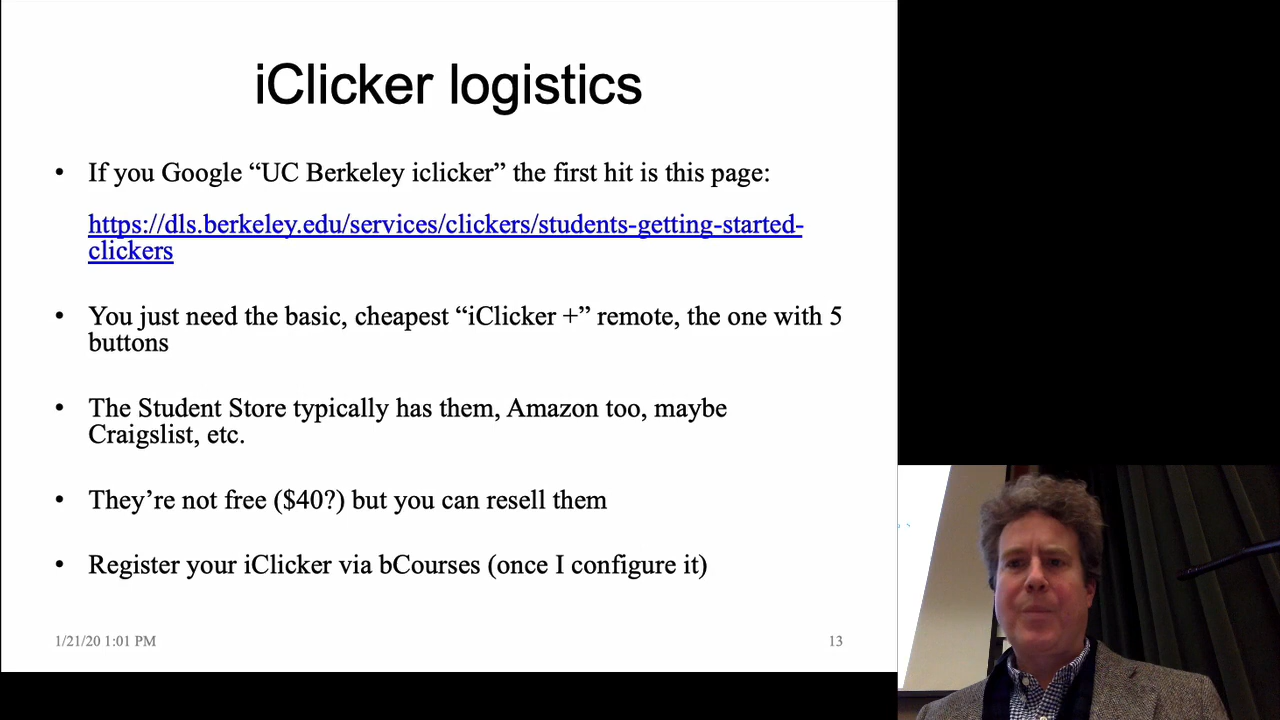 iClicker logistics
• If you Google “UC Berkeley iclicker” the first hit is this page:
https://dls.berkeley.edu/services/clickers/students-getting-started-
clickers
• You just need the basic, cheapest “iClicker +” remote, the one with 5
buttons
• The Student Store typically has them, Amazon too, maybe
Craigslist, etc.
• They’re not free ($40?) but you can resell them
• Register your iClicker via bCourses (once I configure it)
1/21/20 1:01 PM
13